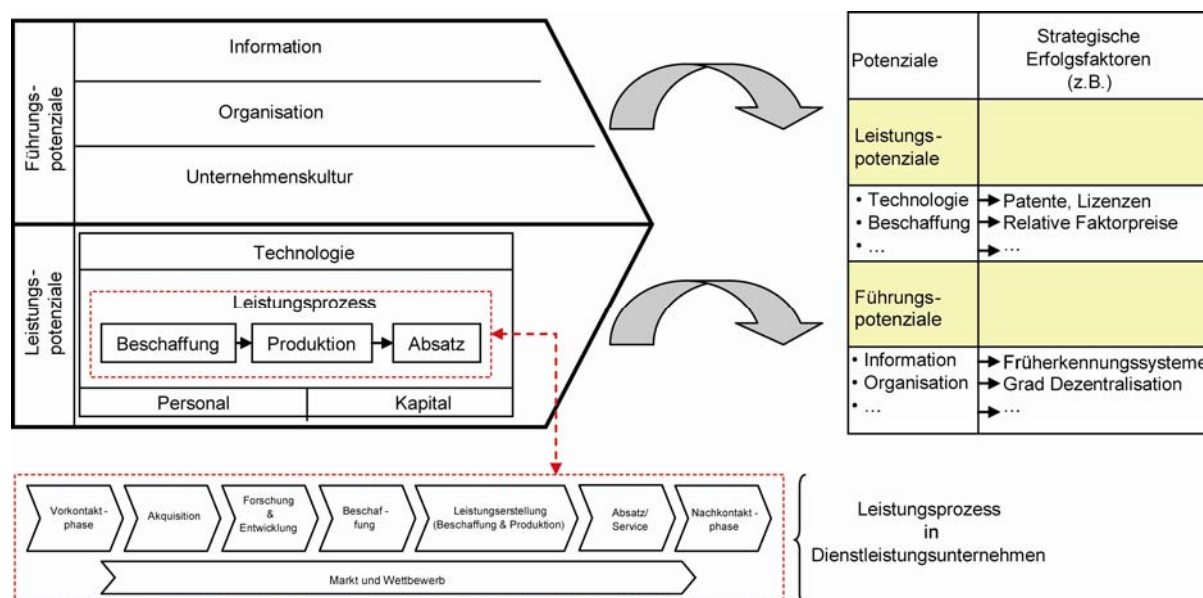 Führungs-
potenziale
Information
Organisation
Unternehmenskultur
Leistungs-
potenziale
Technologie
Leistungsprozess
Beschaffung
Produktion
Absatz
Personal
Kapital
Potenziale
Strategische
Erfolgsfaktoren
(z.B.)
Leistungs-
potenziale
• Technologie
Patente, Lizenzen
• Beschaffung
Relative Faktorpreise
• ...
...
Führungs-
potenziale
• Information
Früherkennungssysteme
• Organisation
Grad Dezentralisation
• ...
...
Vorkontakt-
phase
Akquisition
Forschung
&
Entwicklung
Beschaf-
fung
Leistungserstellung
(Beschaffung & Produktion)
Absatz/
Service
Nachkontakt-
phase
Markt und Wettbewerb
Leistungsprozess
in
Dienstleistungsunternehmen